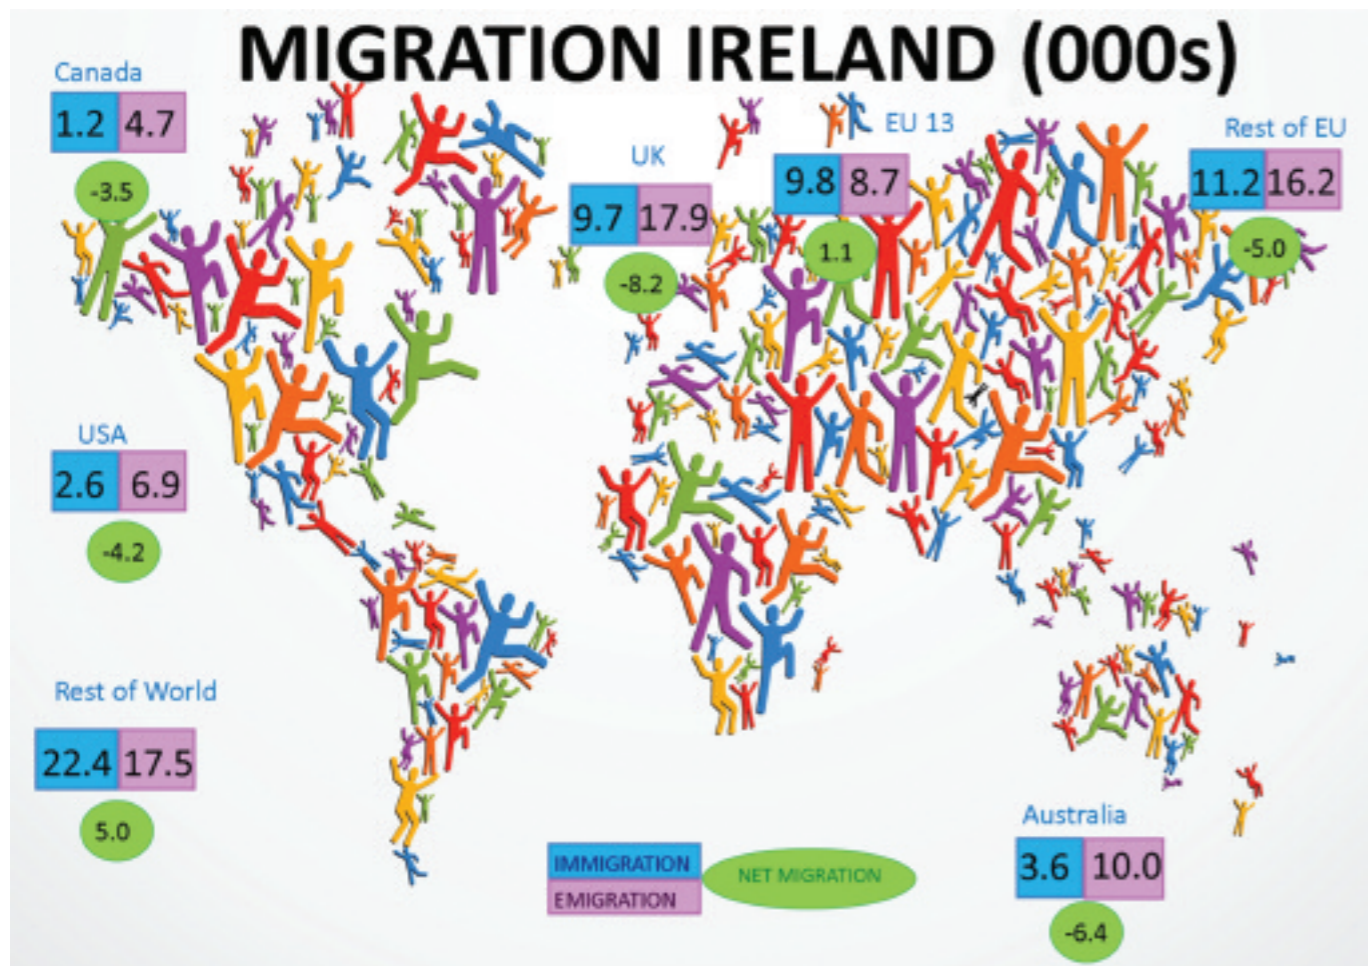 MIGRATION IRELAND (000s)
Canada
1.2 4.7
-3.5
UK
9.7 17.9
-8.2
EU 13
9.8 8.7
1.1
Rest of EU
11.2 16.2
-5.0
USA
2.6 6.9
-4.2
Rest of World
22.4 17.5
5.0
IMMIGRATION
EMIGRATION
NET MIGRATION
Australia
3.6 10.0
-6.4